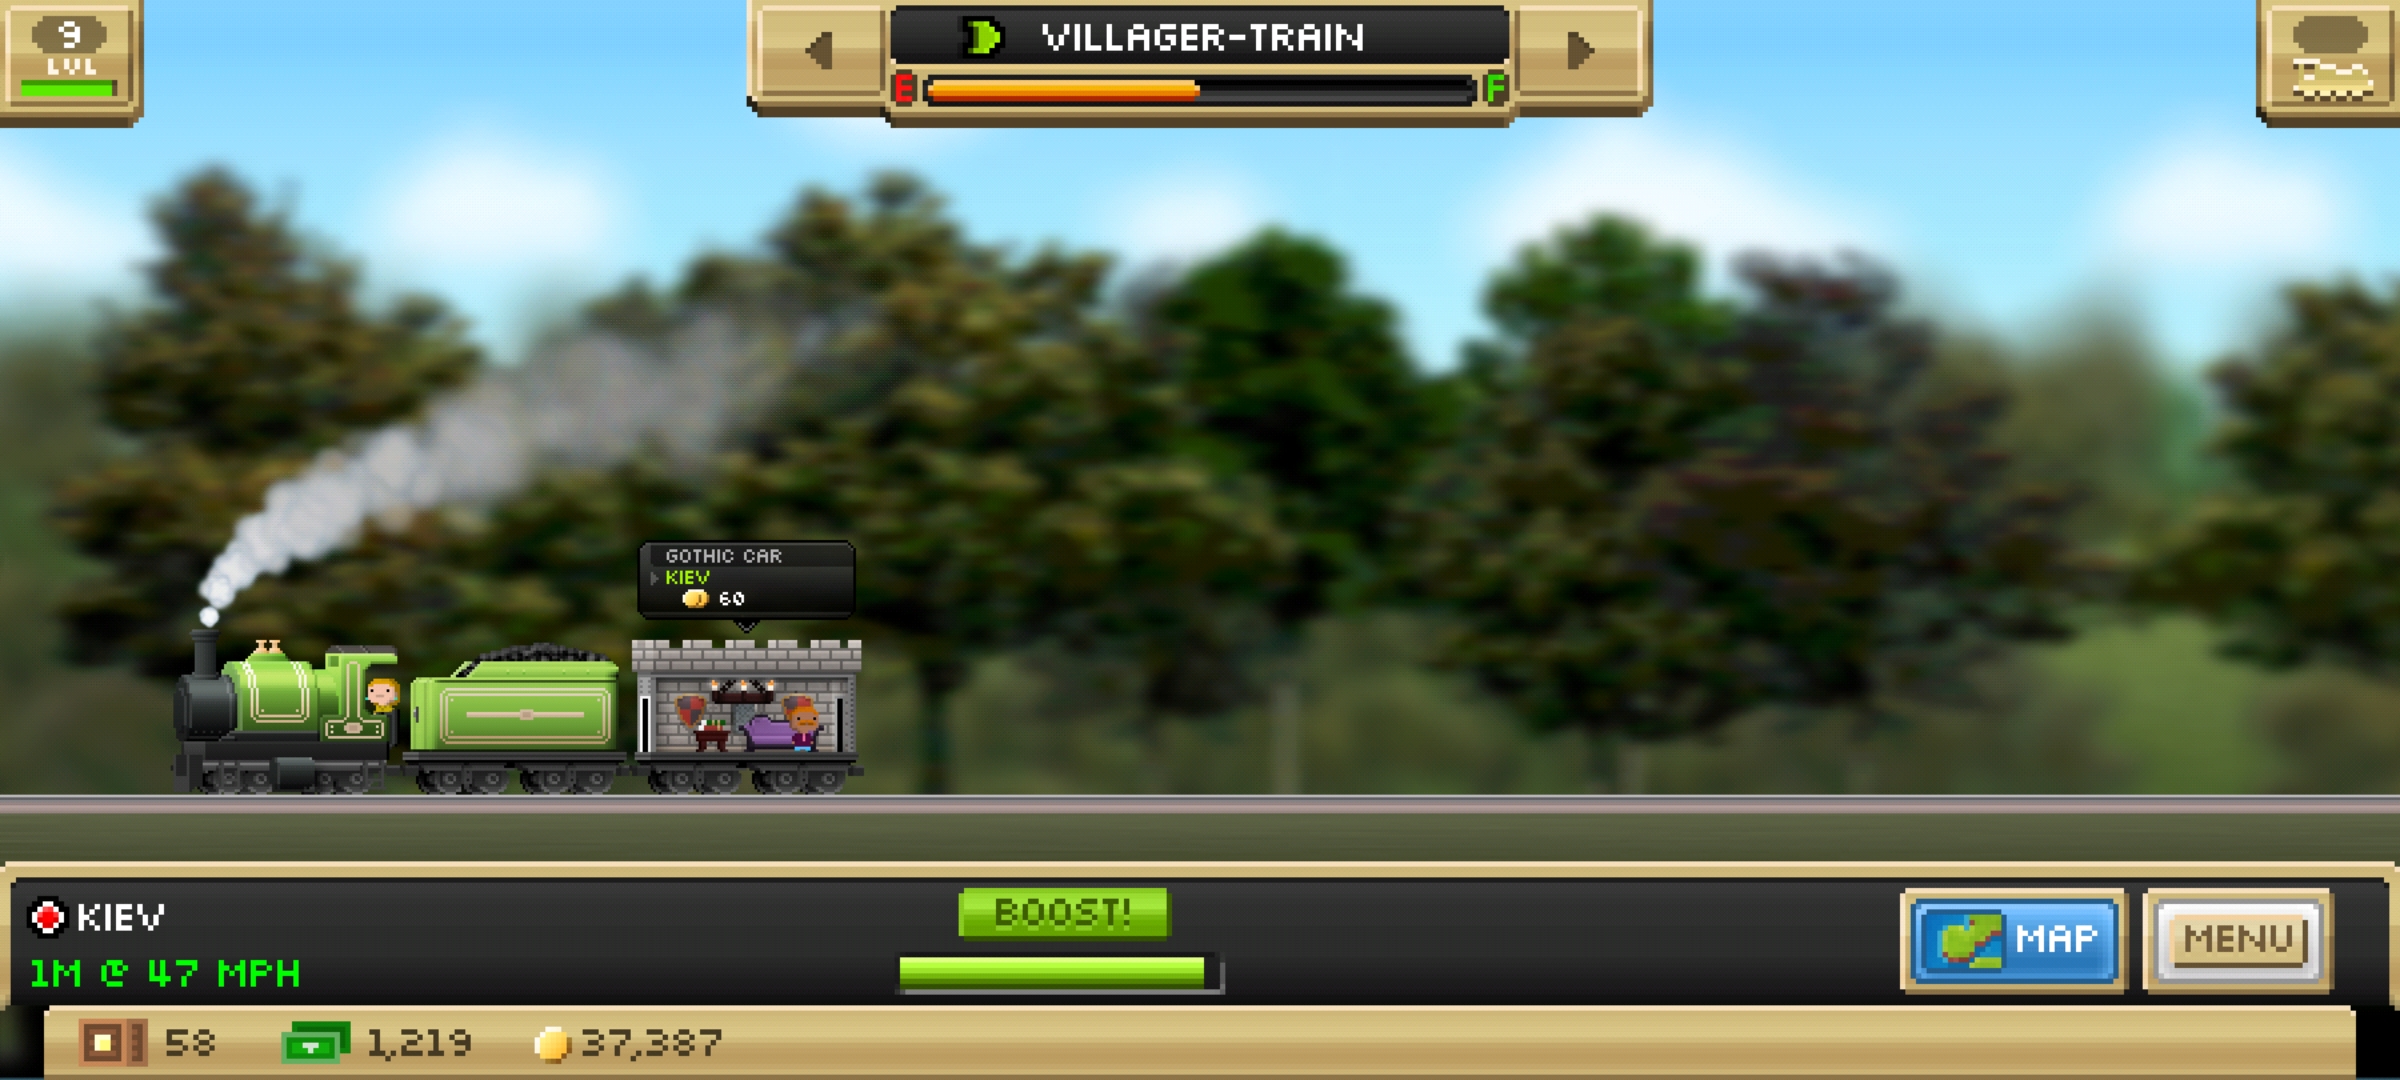 9
LVL
VILLAGER-TRAIN
E
F
GOTHIC CAR
KIEV
60
KIEV
1M @ 47 MPH
BOOST!
MAP
MENU
58
1,219
37,387